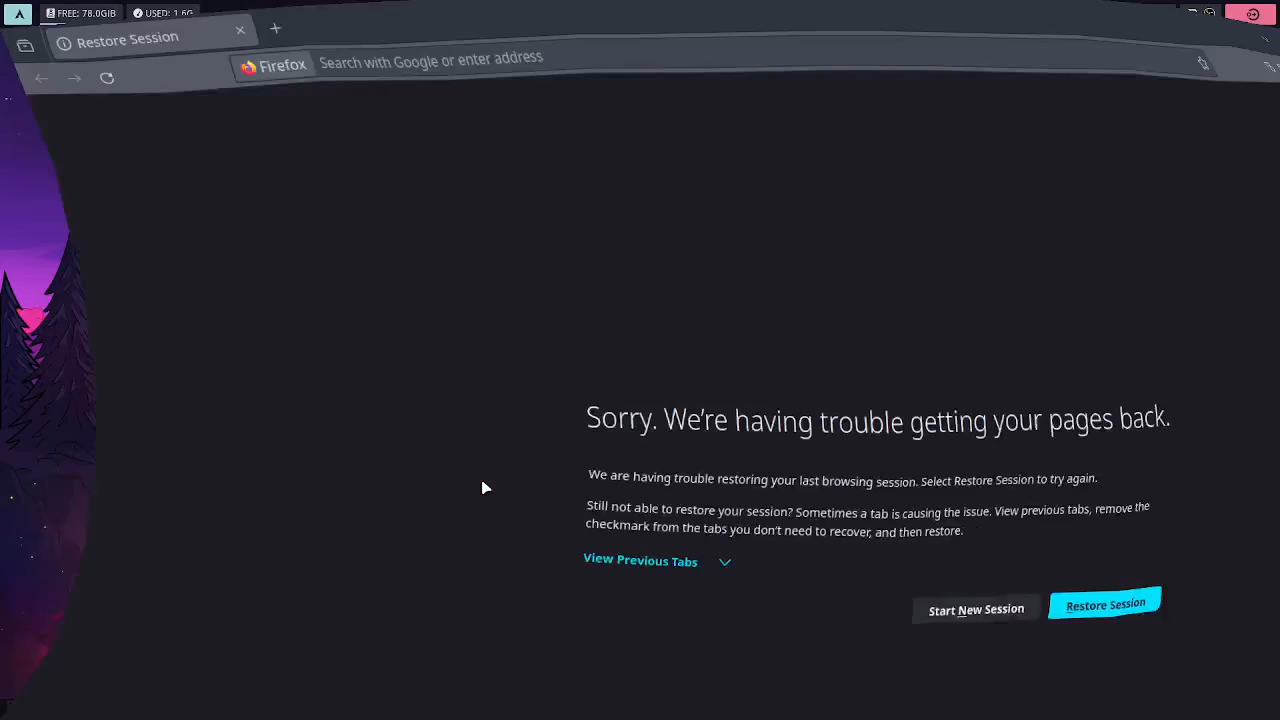 FREE: 78.0GIB
USED: 1.6G
Restore Session
Firefox
Search with Google or enter address
Sorry. We're having trouble getting your pages back.
We are having trouble restoring your last browsing session. Select Restore Session to try again.
Still not able to restore your session? Sometimes a tab is causing the issue. View previous tabs, remove the
checkmark from the tabs you don't need to recover, and then restore.
View Previous Tabs
Start New Session
Restore Session